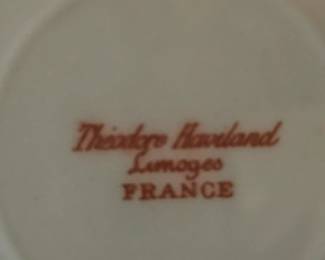 Theodore Haviland
Limoges
FRANCE